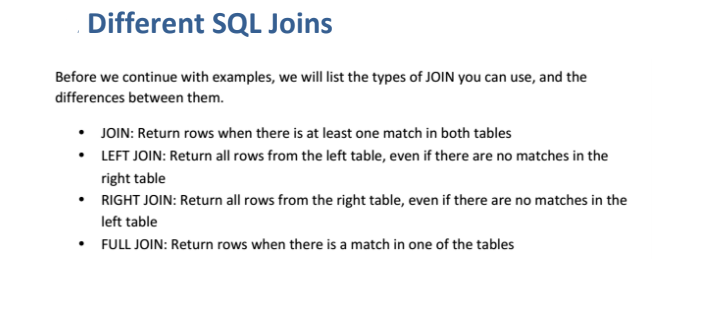 Different SQL Joins
Before we continue with examples, we will list the types of JOIN you can use, and the
differences between them.
• JOIN: Return rows when there is at least one match in both tables
• LEFT JOIN: Return all rows from the left table, even if there are no matches in the
right table
• RIGHT JOIN: Return all rows from the right table, even if there are no matches in the
left table
• FULL JOIN: Return rows when there is a match in one of the tables